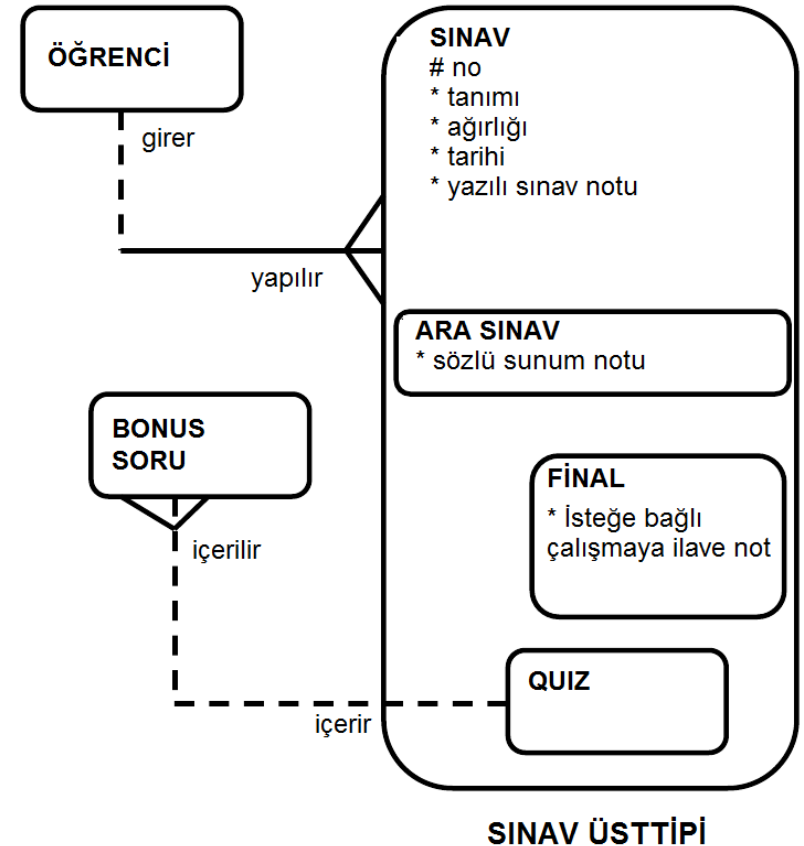 ÖĞRENCİ
girer
yapılır
SINAV
# no
* tanımı
* ağırlığı
* tarihi
* yazılı sınav notu
ARA SINAV
* sözlü sunum notu
BONUS
SORU
içerilir
içerir
FİNAL
* İsteğe bağlı
çalışmaya ilave not
QUIZ
SINAV ÜSTTİPİ